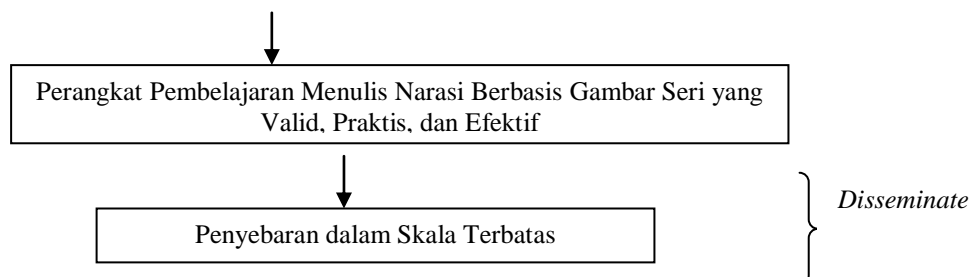 Perangkat Pembelajaran Menulis Narasi Berbasis Gambar Seri yang
Valid, Praktis, dan Efektif
Disseminate
Penyebaran dalam Skala Terbatas